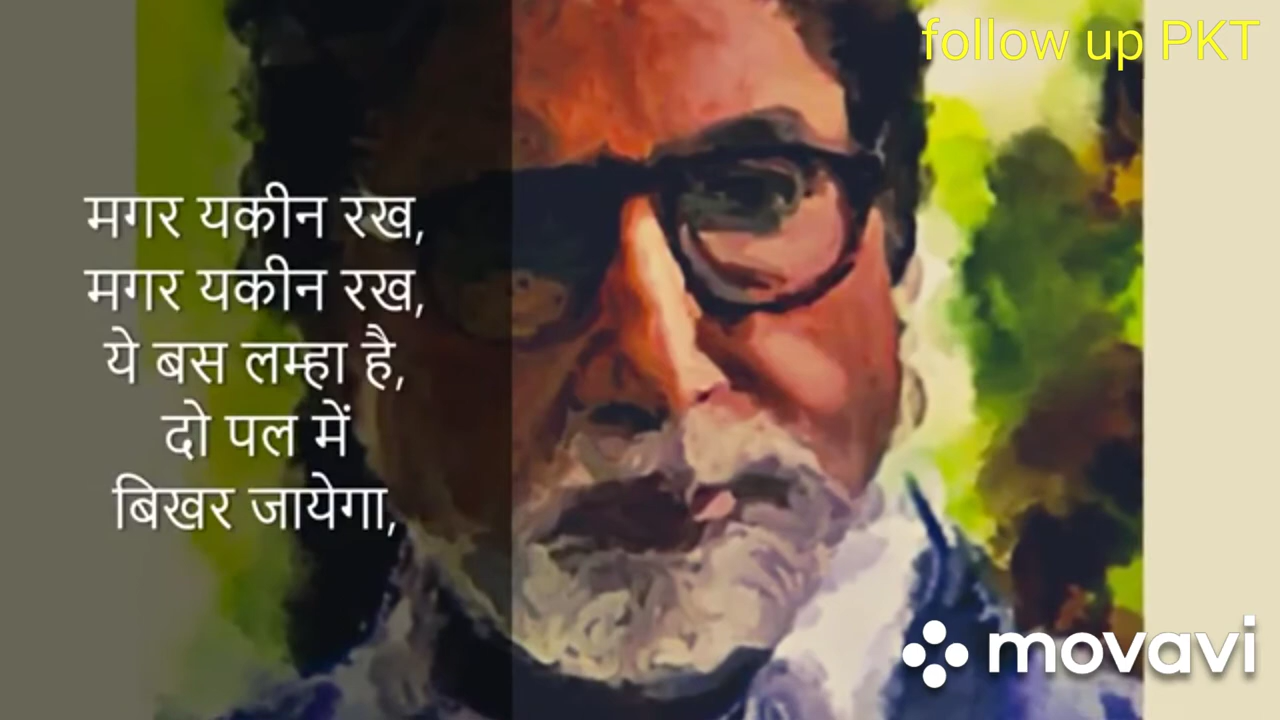 follow up PKT
मगर यकीन रख,
मगर यकीन रख,
ये बस लम्हा है,
दो पल में
बिखर जायेगा,
movavi